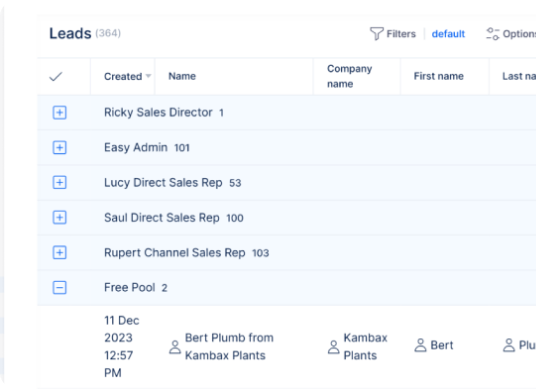 Leads (364) Filters default Options
Created Name Company name First name Last na
Ricky Sales Director 1
Easy Admin 101
Lucy Direct Sales Rep 53
Saul Direct Sales Rep 100
Rupert Channel Sales Rep 103
Free Pool 2
11 Dec 2023 12:57 PM Bert Plumb from Kambax Plants Kambax Plants Bert Plu